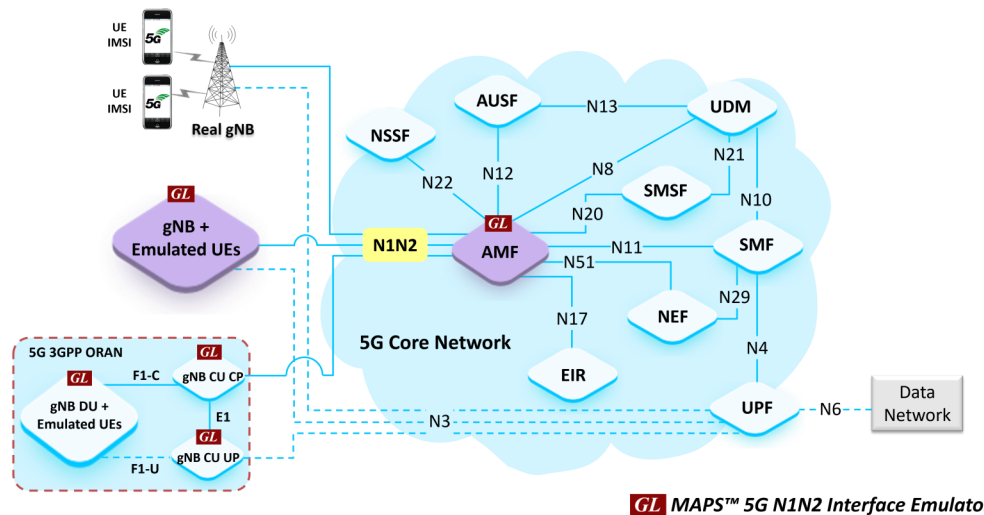 UE
IMSI
5G
UE
IMSI
5G
Real gNB
GL
gNB +
Emulated UEs
N1N2
NSSF
AUSF
N13
UDM
N22
N12
N8
N21
SMSF
N20
N10
GL
AMF
N11
SMF
N51
N29
NEF
N17
5G Core Network
EIR
N4
5G 3GPP ORAN
GL
F1-C
gNB CU CP
GL
gNB DU +
Emulated UEs
E1
GL
gNB CU UP
F1-U
N3
UPF
N6
Data
Network
GL MAPS™ 5G N1N2 Interface Emulato